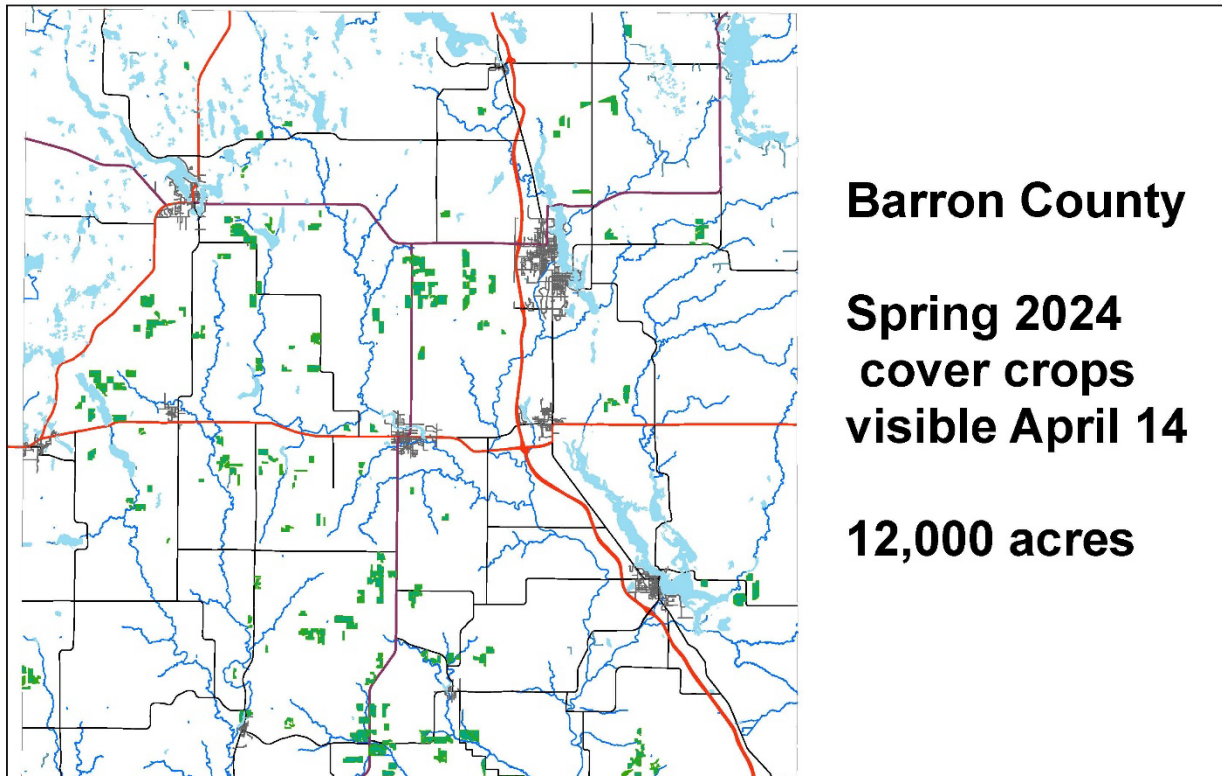 Barron County
Spring 2024
cover crops
visible April 14
12,000 acres